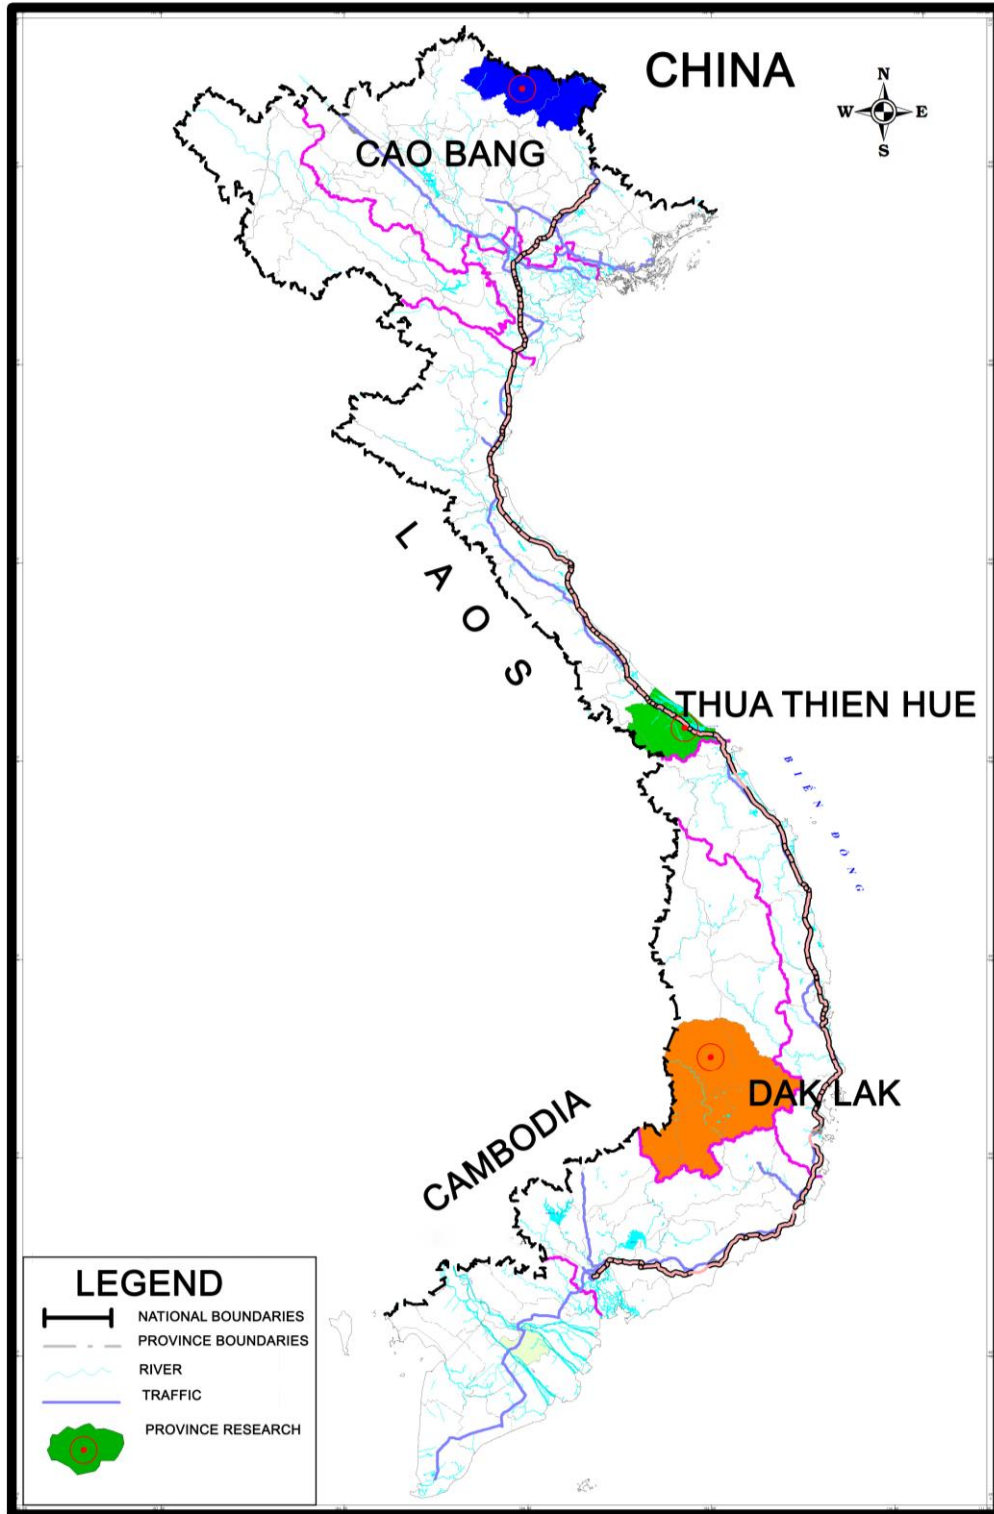 CHINA
N
W
E
S
CAO BANG
LAOS
THUA THIEN HUE
BIỂN ĐÔNG
DAK LAK
CAMBODIA
LEGEND
NATIONAL BOUNDARIES
PROVINCE BOUNDARIES
RIVER
TRAFFIC
PROVINCE RESEARCH